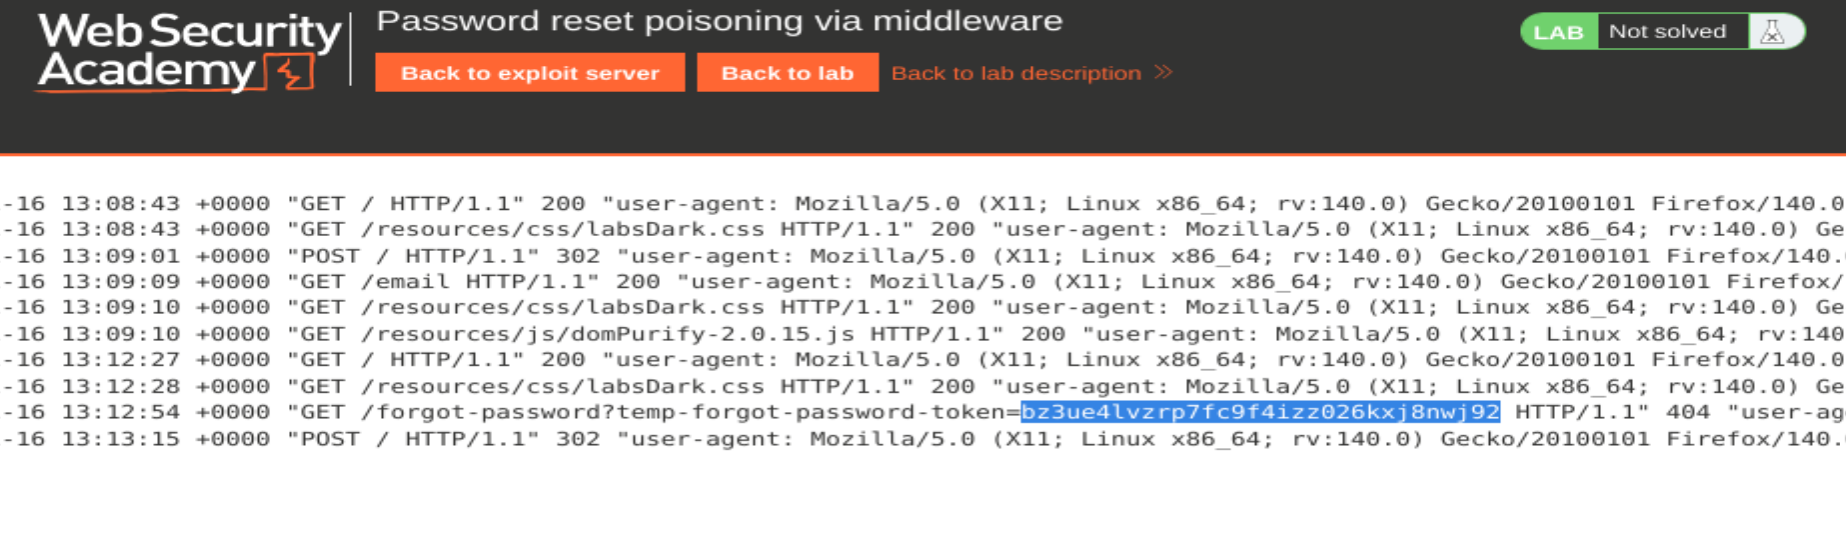 Web Security
Academy
Password reset poisoning via middleware
Back to exploit server
Back to lab
Back to lab description
LAB
Not solved
-16 13:08:43 +0000 "GET / HTTP/1.1" 200 "user-agent: Mozilla/5.0 (X11; Linux x86_64; rv:140.0) Gecko/20100101 Firefox/140.0
-16 13:08:43 +0000 "GET /resources/css/labsDark.css HTTP/1.1" 200 "user-agent: Mozilla/5.0 (X11; Linux x86_64; rv:140.0) Ge
-16 13:09:01 +0000 "POST / HTTP/1.1" 302 "user-agent: Mozilla/5.0 (X11; Linux x86_64; rv:140.0) Gecko/20100101 Firefox/140.
-16 13:09:09 +0000 "GET /email HTTP/1.1" 200 "user-agent: Mozilla/5.0 (X11; Linux x86_64; rv:140.0) Gecko/20100101 Firefox/
-16 13:09:10 +0000 "GET /resources/css/labsDark.css HTTP/1.1" 200 "user-agent: Mozilla/5.0 (X11; Linux x86_64; rv:140.0) Ge
-16 13:09:10 +0000 "GET /resources/js/domPurify-2.0.15.js HTTP/1.1" 200 "user-agent: Mozilla/5.0 (X11; Linux x86_64; rv:140
-16 13:12:27 +0000 "GET / HTTP/1.1" 200 "user-agent: Mozilla/5.0 (X11; Linux x86_64; rv:140.0) Gecko/20100101 Firefox/140.0
-16 13:12:28 +0000 "GET /resources/css/labsDark.css HTTP/1.1" 200 "user-agent: Mozilla/5.0 (X11; Linux x86_64; rv:140.0) Ge
-16 13:12:54 +0000 "GET /forgot-password?temp-forgot-password-token=bz3ue4lvzrp7fc9f4izz026kxj8nwj92 HTTP/1.1" 404 "user-ag
-16 13:13:15 +0000 "POST / HTTP/1.1" 302 "user-agent: Mozilla/5.0 (X11; Linux x86_64; rv:140.0) Gecko/20100101 Firefox/140.